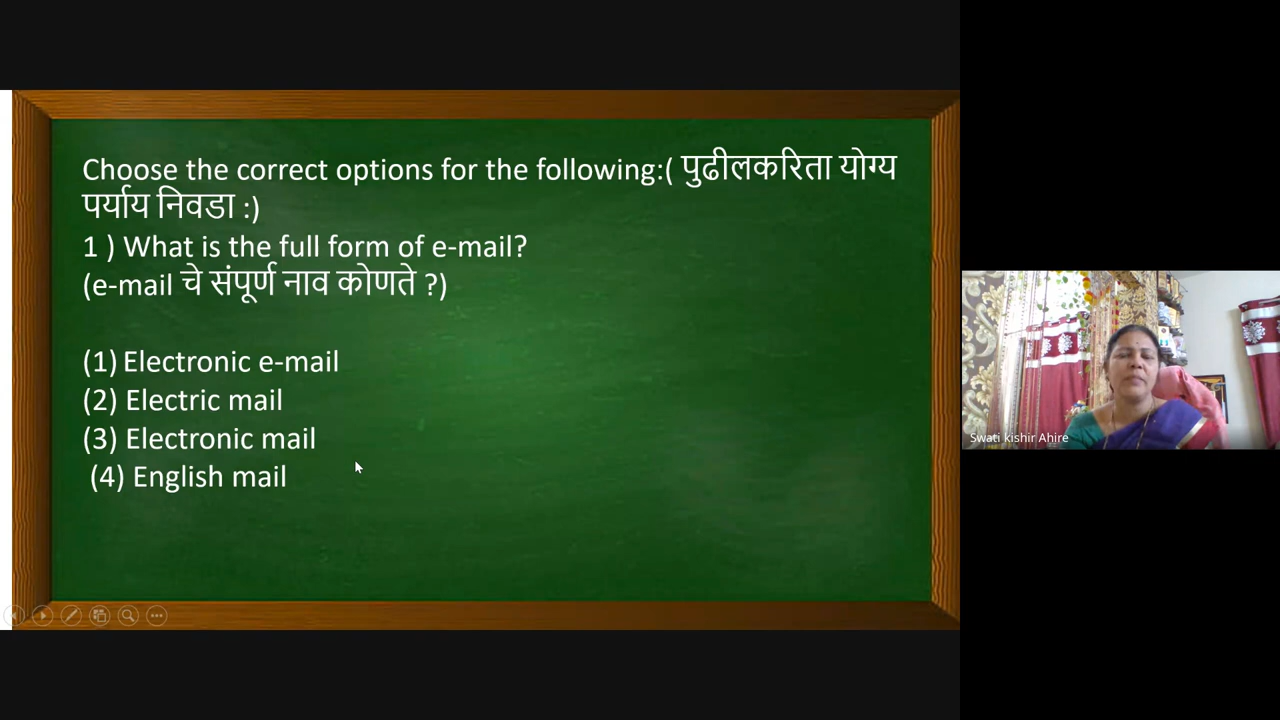 Choose the correct options for the following:( पुढीलकरिता योग्य
पर्याय निवडा :)
1 ) What is the full form of e-mail?
(e-mail चे संपूर्ण नाव कोणते ?)
(1) Electronic e-mail
(2) Electric mail
(3) Electronic mail
(4) English mail
Swati kishir Ahire